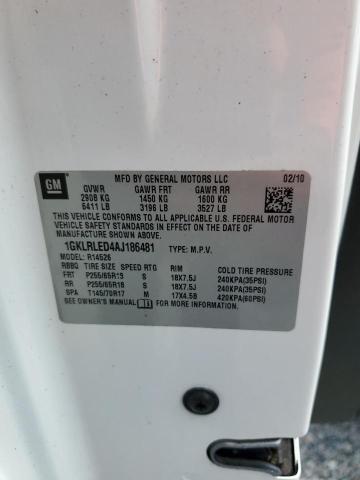 GM
MFD BY GENERAL MOTORS LLC 02/10
GVWR GAWR FRT GAWR RR
2908 KG 1450 KG 1600 KG
6411 LB 3196 LB 3527 LB
THIS VEHICLE CONFORMS TO ALL APPLICABLE U.S. FEDERAL MOTOR
VEHICLE SAFETY STANDARDS IN EFFECT ON THE DATE OF
MANUFACTURE SHOWN ABOVE.
1GKLRLED4AJ186481 TYPE: M.P.V.
MODEL: R14526
RBBQ TIRE SIZE SPEED RTG RIM COLD TIRE PRESSURE
FRT P255/65R18 S 18X7.5J 240KPA(35PSI)
RR P255/65R18 S 18X7.5J 240KPA(35PSI)
SPA T145/70R17 M 17X4.5B 420KPA(60PSI)
SEE OWNER'S MANUAL FOR MORE INFORMATION.